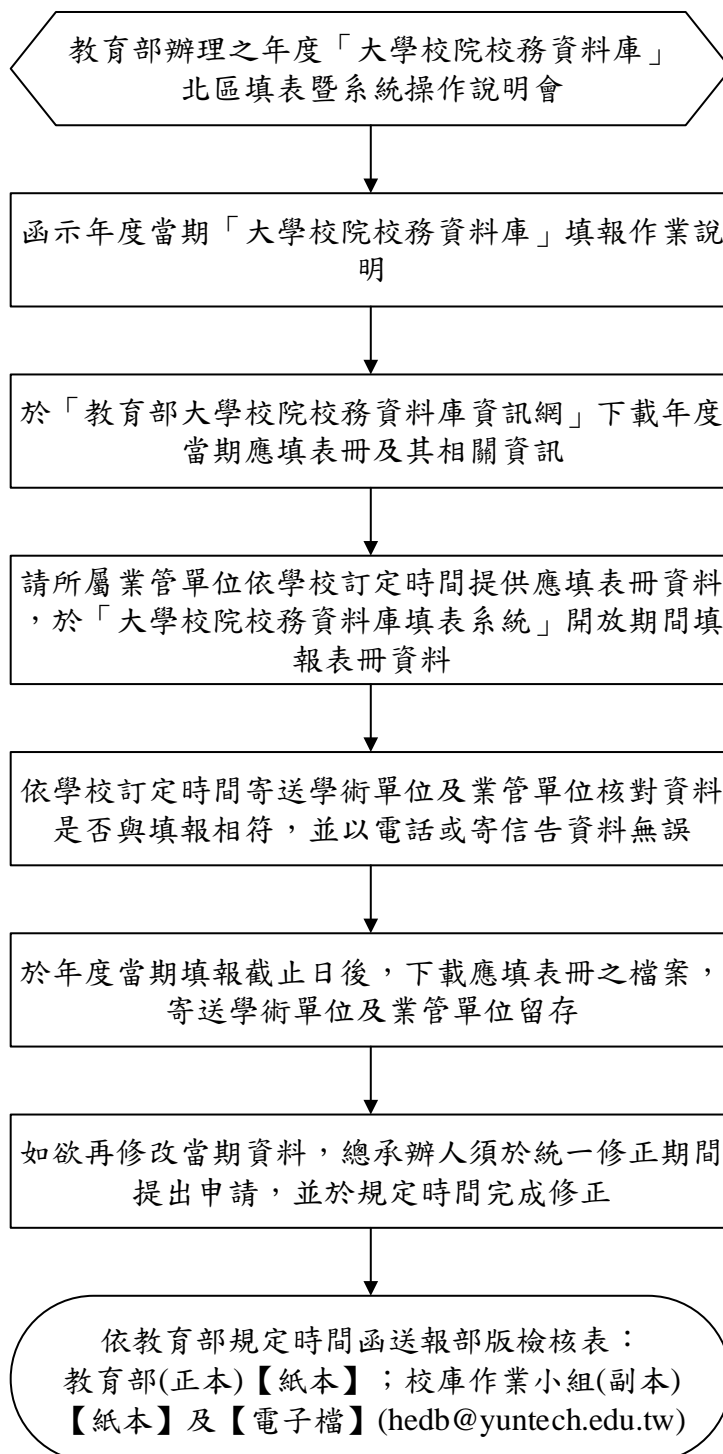 教育部辦理之年度「大學校院校務資料庫」
北區填表暨系統操作說明會
函示年度當期「大學校院校務資料庫」填報作業說
明
於「教育部大學校院校務資料庫資訊網」下載年度
當期應填表冊及其相關資訊
請所屬業管單位依學校訂定時間提供應填表冊資料
，於「大學校院校務資料庫填表系統」開放期間填
報表冊資料
依學校訂定時間寄送學術單位及業管單位核對資料
是否與填報相符，並以電話或寄信告資料無誤
於年度當期填報截止日後，下載應填表冊之檔案，
寄送學術單位及業管單位留存
如欲再修改當期資料，總承辦人須於統一修正期間
提出申請，並於規定時間完成修正
依教育部規定時間函送報部版檢核表：
教育部(正本)【紙本】；校庫作業小組(副本)
【紙本】及【電子檔】(hedb@yuntech.edu.tw)